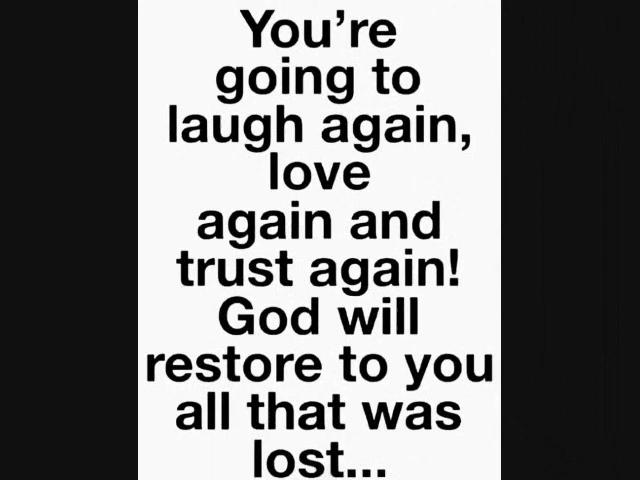 You’re
going to
laugh again,
love
again and
trust again!
God will
restore to you
all that was
lost...